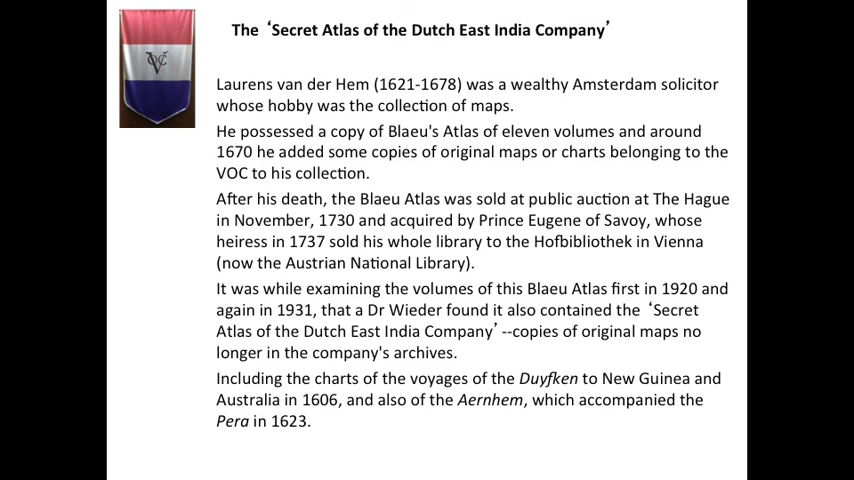 The ‘Secret Atlas of the Dutch East India Company’
VOC
Laurens van der Hem (1621-1678) was a wealthy Amsterdam solicitor
whose hobby was the collection of maps.
He possessed a copy of Blaeu's Atlas of eleven volumes and around
1670 he added some copies of original maps or charts belonging to the
VOC to his collection.
After his death, the Blaeu Atlas was sold at public auction at The Hague
in November, 1730 and acquired by Prince Eugene of Savoy, whose
heiress in 1737 sold his whole library to the Hofbibliothek in Vienna
(now the Austrian National Library).
It was while examining the volumes of this Blaeu Atlas first in 1920 and
again in 1931, that a Dr Wieder found it also contained the ‘Secret
Atlas of the Dutch East India Company’ --copies of original maps no
longer in the company's archives.
Including the charts of the voyages of the Duyfken to New Guinea and
Australia in 1606, and also of the Aernhem, which accompanied the
Pera in 1623.